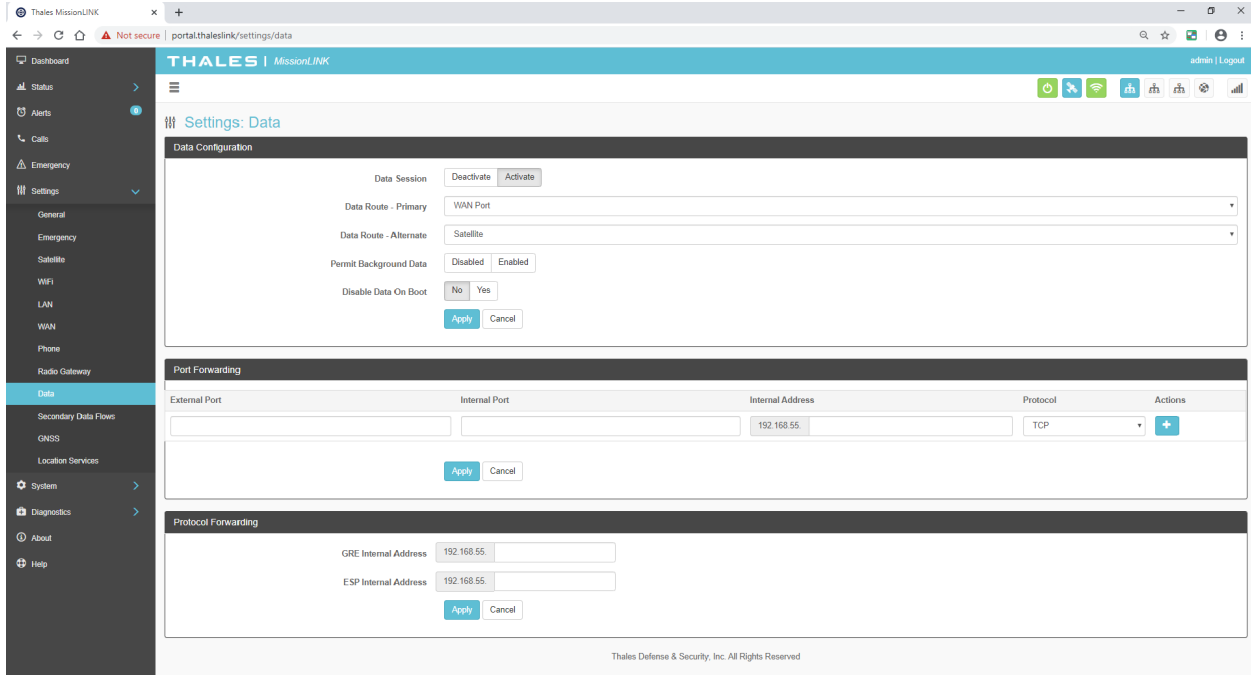 Thales MissionLINK
Not secure | portal.thaleslink/settings/data
Dashboard
Status
Alerts 0
Calls
Emergency
Settings
General
Emergency
Satellite
WiFi
LAN
WAN
Phone
Radio Gateway
Data
Secondary Data Flows
GNSS
Location Services
System
Diagnostics
About
Help
THALES | MissionLINK
admin | Logout
Settings: Data
Data Configuration
Data Session Deactivate Activate
Data Route - Primary WAN Port
Data Route - Alternate Satellite
Permit Background Data Disabled Enabled
Disable Data On Boot No Yes
Apply Cancel
Port Forwarding
External Port Internal Port Internal Address Protocol Actions
192.168.55. TCP
Apply Cancel
Protocol Forwarding
GRE Internal Address 192.168.55.
ESP Internal Address 192.168.55.
Apply Cancel
Thales Defense & Security, Inc. All Rights Reserved